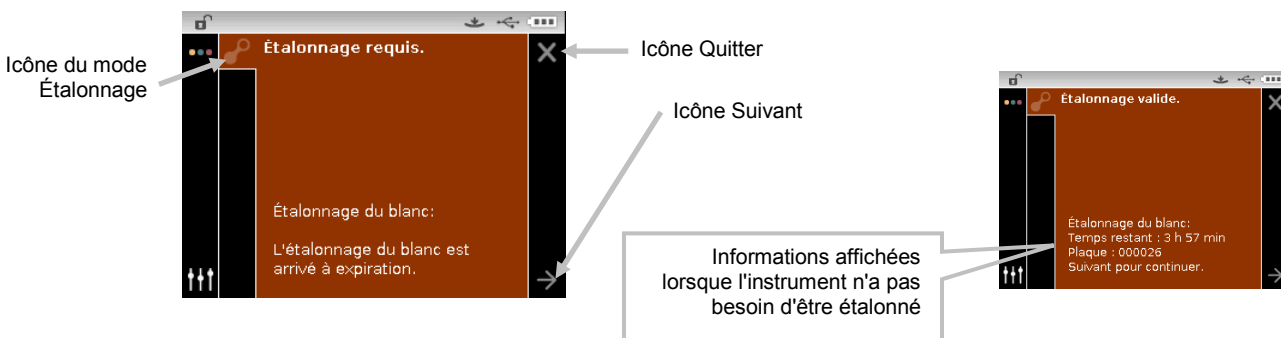 Icône du mode
Étalonnage
Étalonnage requis.
Étalonnage du blanc:
L'étalonnage du blanc est
arrivé à expiration.
Icône Quitter
Icône Suivant
Informations affichées
lorsque l'instrument n'a pas
besoin d'être étalonné
Étalonnage valide.
Étalonnage du blanc:
Temps restant : 3 h 57 min
Plaque : 000026
Suivant pour continuer.